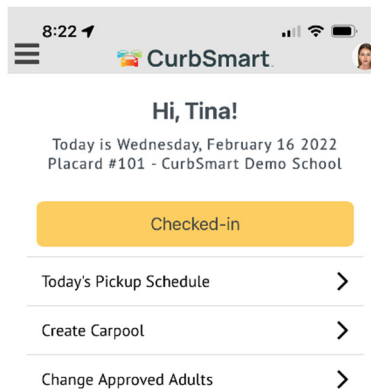 8:22
CurbSmart.
Hi, Tina!
Today is Wednesday, February 16 2022
Placard #101 - CurbSmart Demo School
Checked-in
Today's Pickup Schedule
Create Carpool
Change Approved Adults